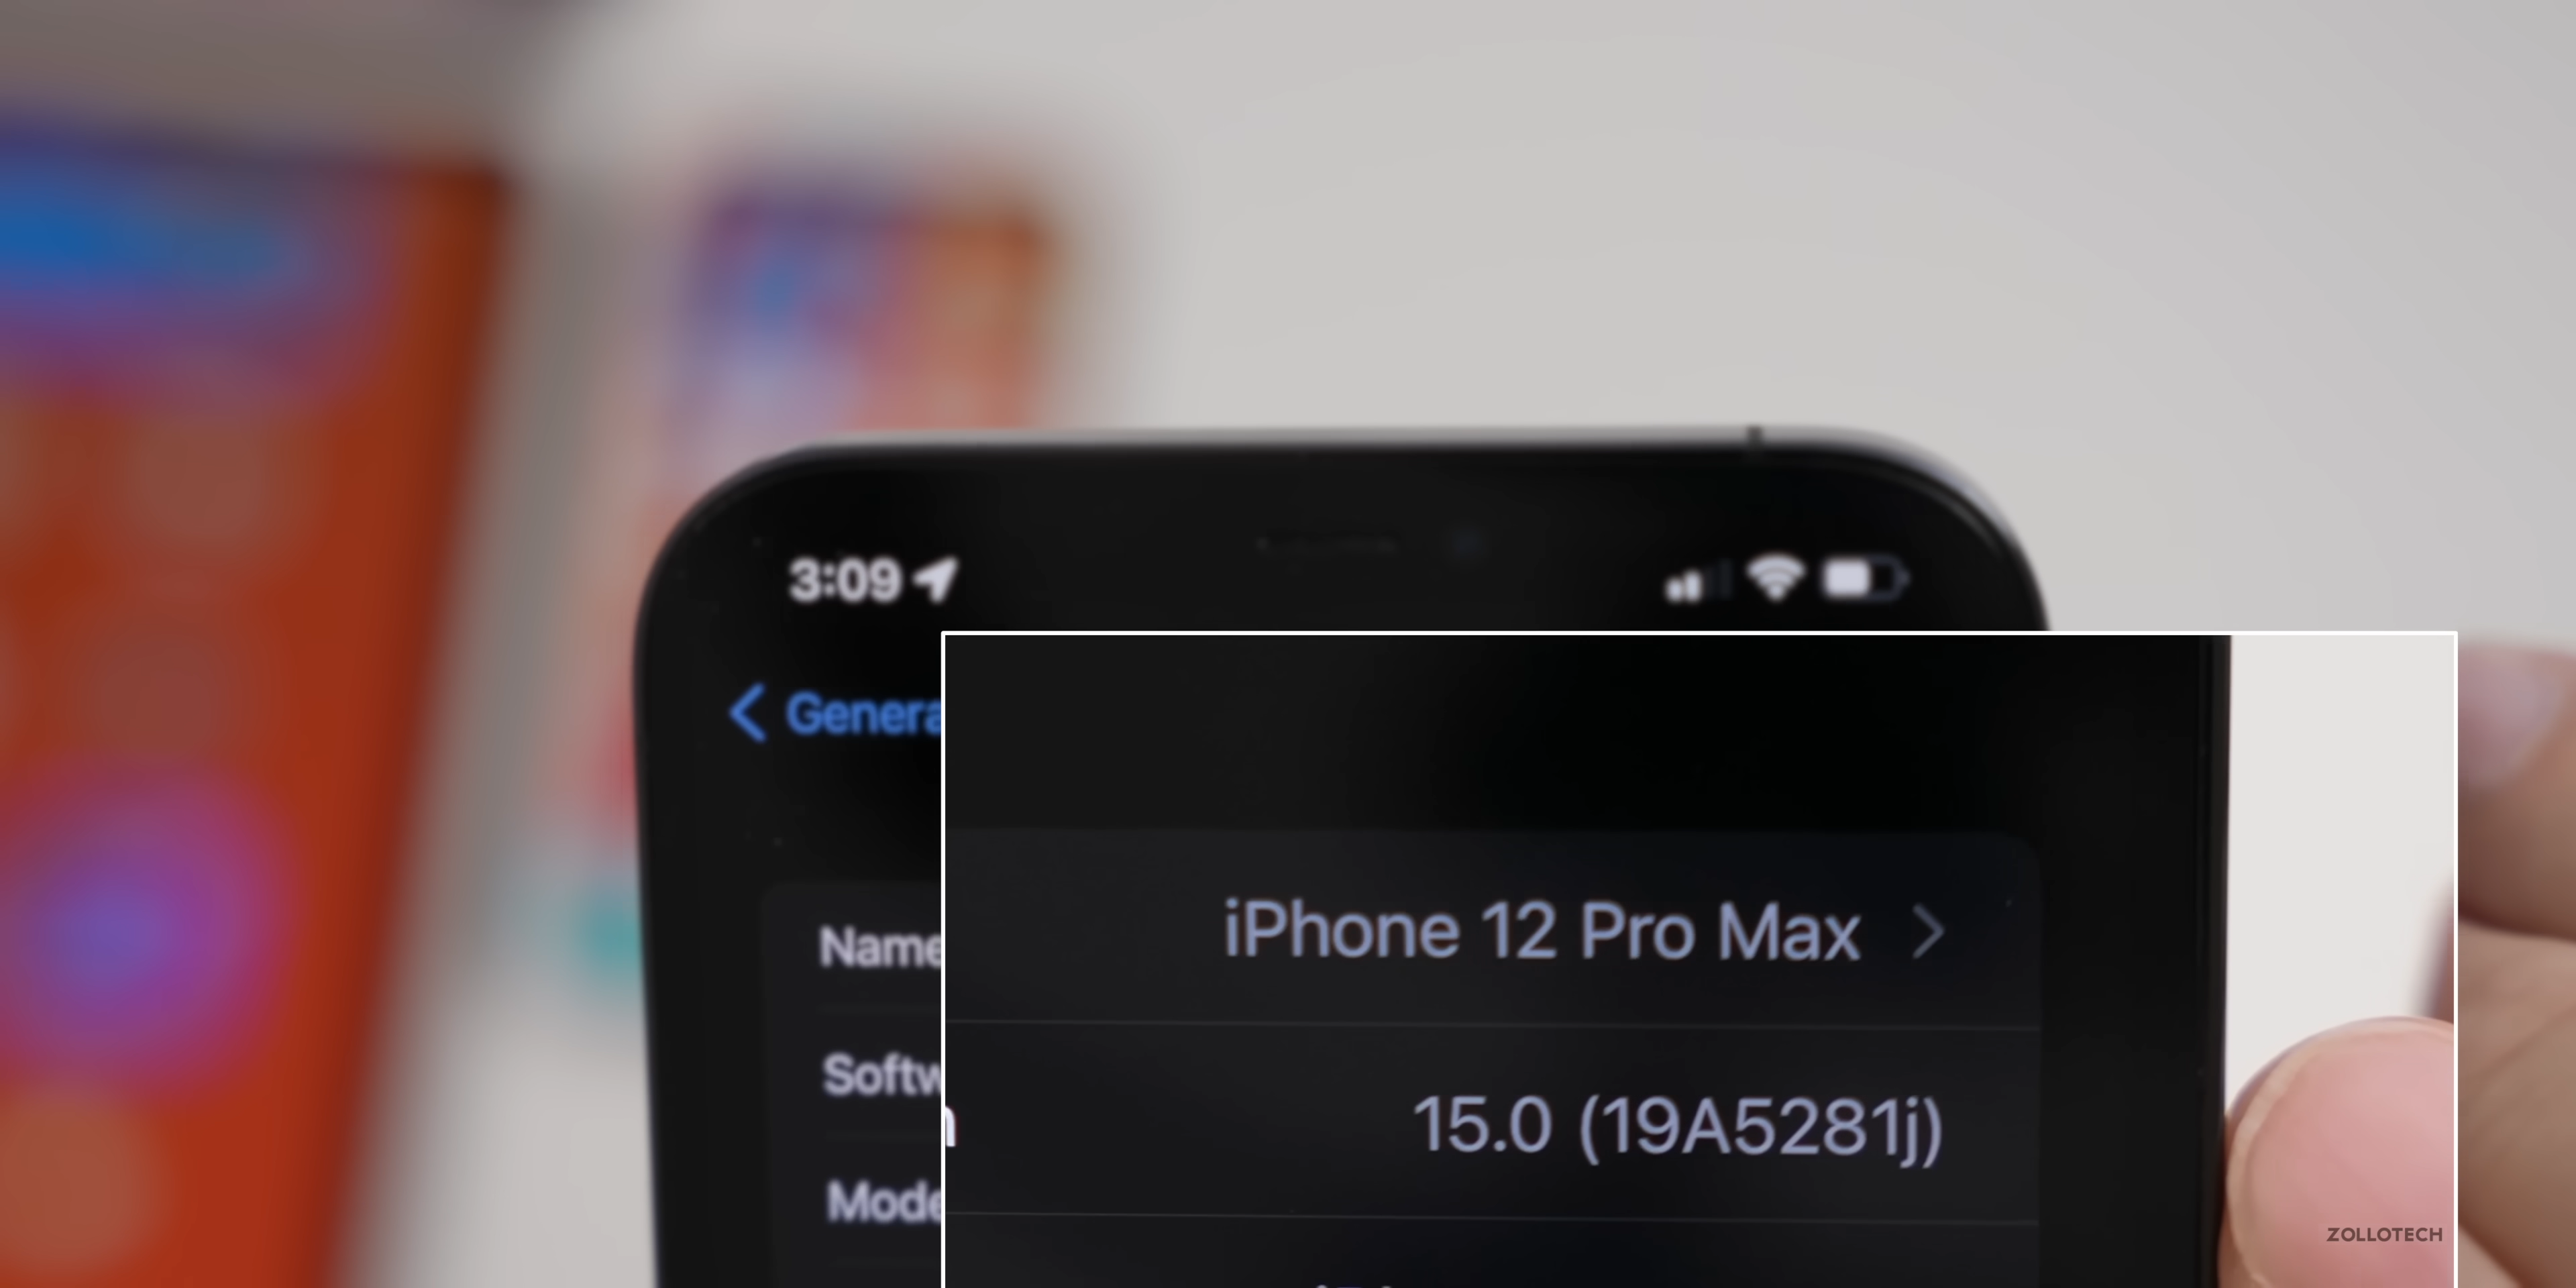 3:09
Genera
Name
iPhone 12 Pro Max
Softw
15.0 (19A5281j)
Mode
ZOLLOTECH